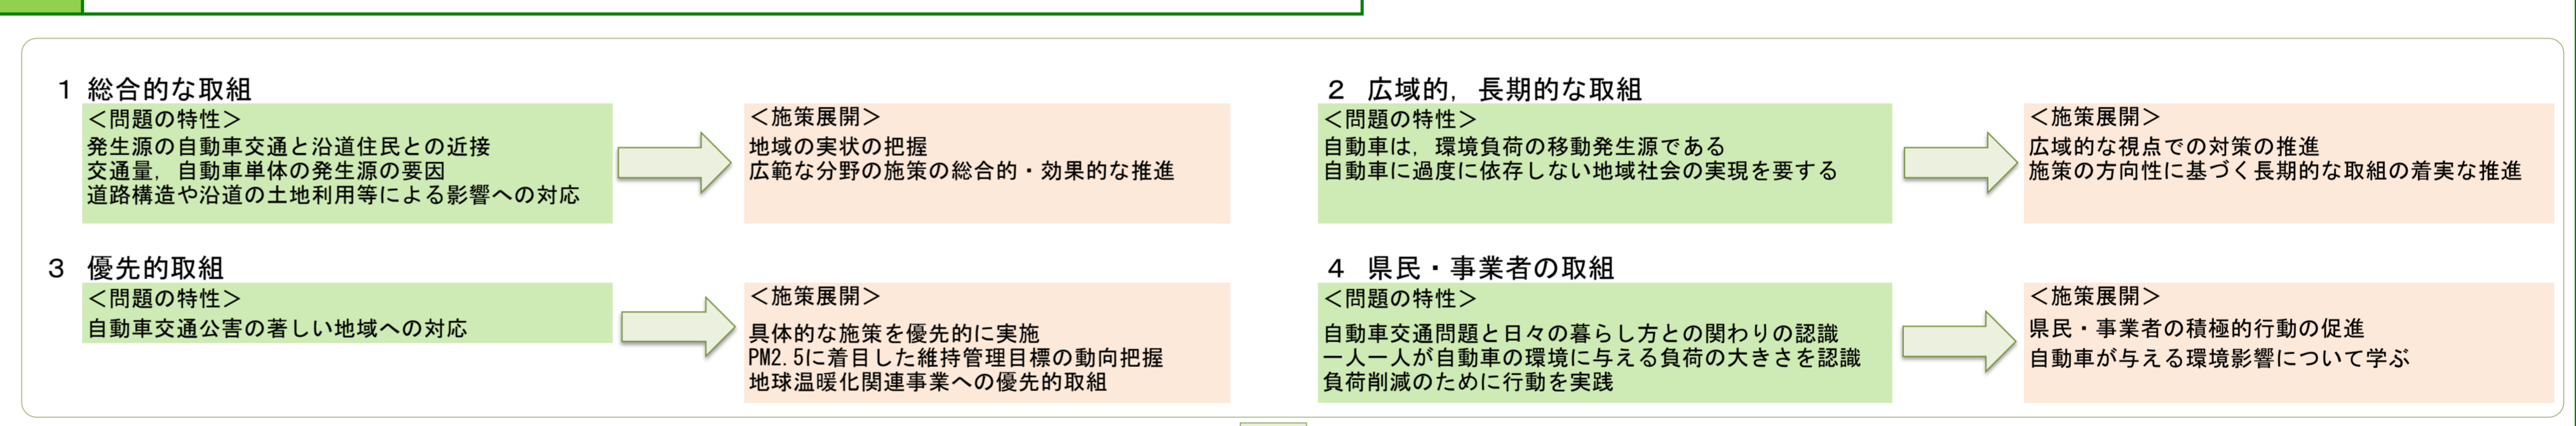 1 総合的な取組
＜問題の特性＞
発生源の自動車交通と沿道住民との近接
交通量，自動車単体の発生源の要因
道路構造や沿道の土地利用等による影響への対応
＜施策展開＞
地域の実状の把握
広範な分野の施策の総合的・効果的な推進
2 広域的，長期的な取組
＜問題の特性＞
自動車は，環境負荷の移動発生源である
自動車に過度に依存しない地域社会の実現を要する
＜施策展開＞
広域的な視点での対策の推進
施策の方向性に基づく長期的な取組の着実な推進
3 優先的取組
＜問題の特性＞
自動車交通公害の著しい地域への対応
＜施策展開＞
具体的な施策を優先的に実施
PM2.5に着目した維持管理目標の動向把握
地球温暖化関連事業への優先的取組
4 県民・事業者の取組
＜問題の特性＞
自動車交通問題と日々の暮らし方との関わりの認識
一人一人が自動車の環境に与える負荷の大きさを認識
負荷削減のために行動を実践
＜施策展開＞
県民・事業者の積極的行動の促進
自動車が与える環境影響について学ぶ